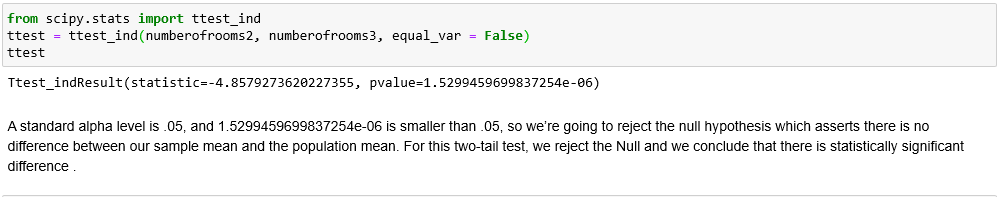 from scipy.stats import ttest_ind
ttest = ttest_ind(numberofrooms2, numberofrooms3, equal_var = False)
ttest
Ttest_indResult(statistic=-4.8579273620227355, pvalue=1.5299459699837254e-06)
A standard alpha level is .05, and 1.5299459699837254e-06 is smaller than .05, so we're going to reject the null hypothesis which asserts there is no
difference between our sample mean and the population mean. For this two-tail test, we reject the Null and we conclude that there is statistically significant
difference .